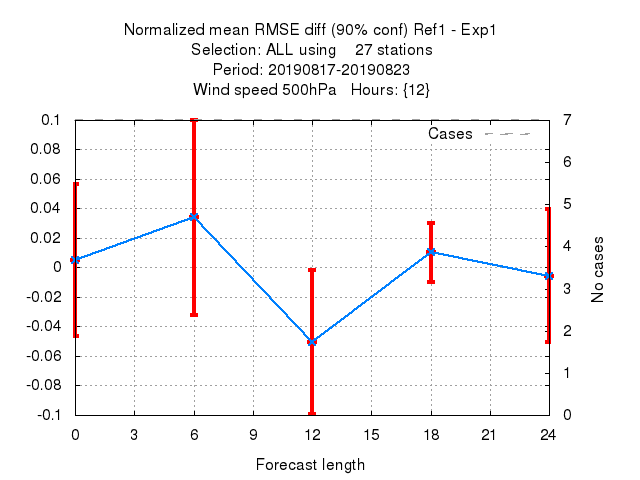 Normalized mean RMSE diff (90% conf) Ref1 - Exp1
Selection: ALL using 27 stations
Period: 20190817-20190823
Wind speed 500hPa Hours: {12}
Cases
0.1
0.08
0.06
0.04
0.02
0
-0.02
-0.04
-0.06
-0.08
-0.1
7
6
5
4
3
2
1
0
No cases
0 3 6 9 12 15 18 21 24
Forecast length